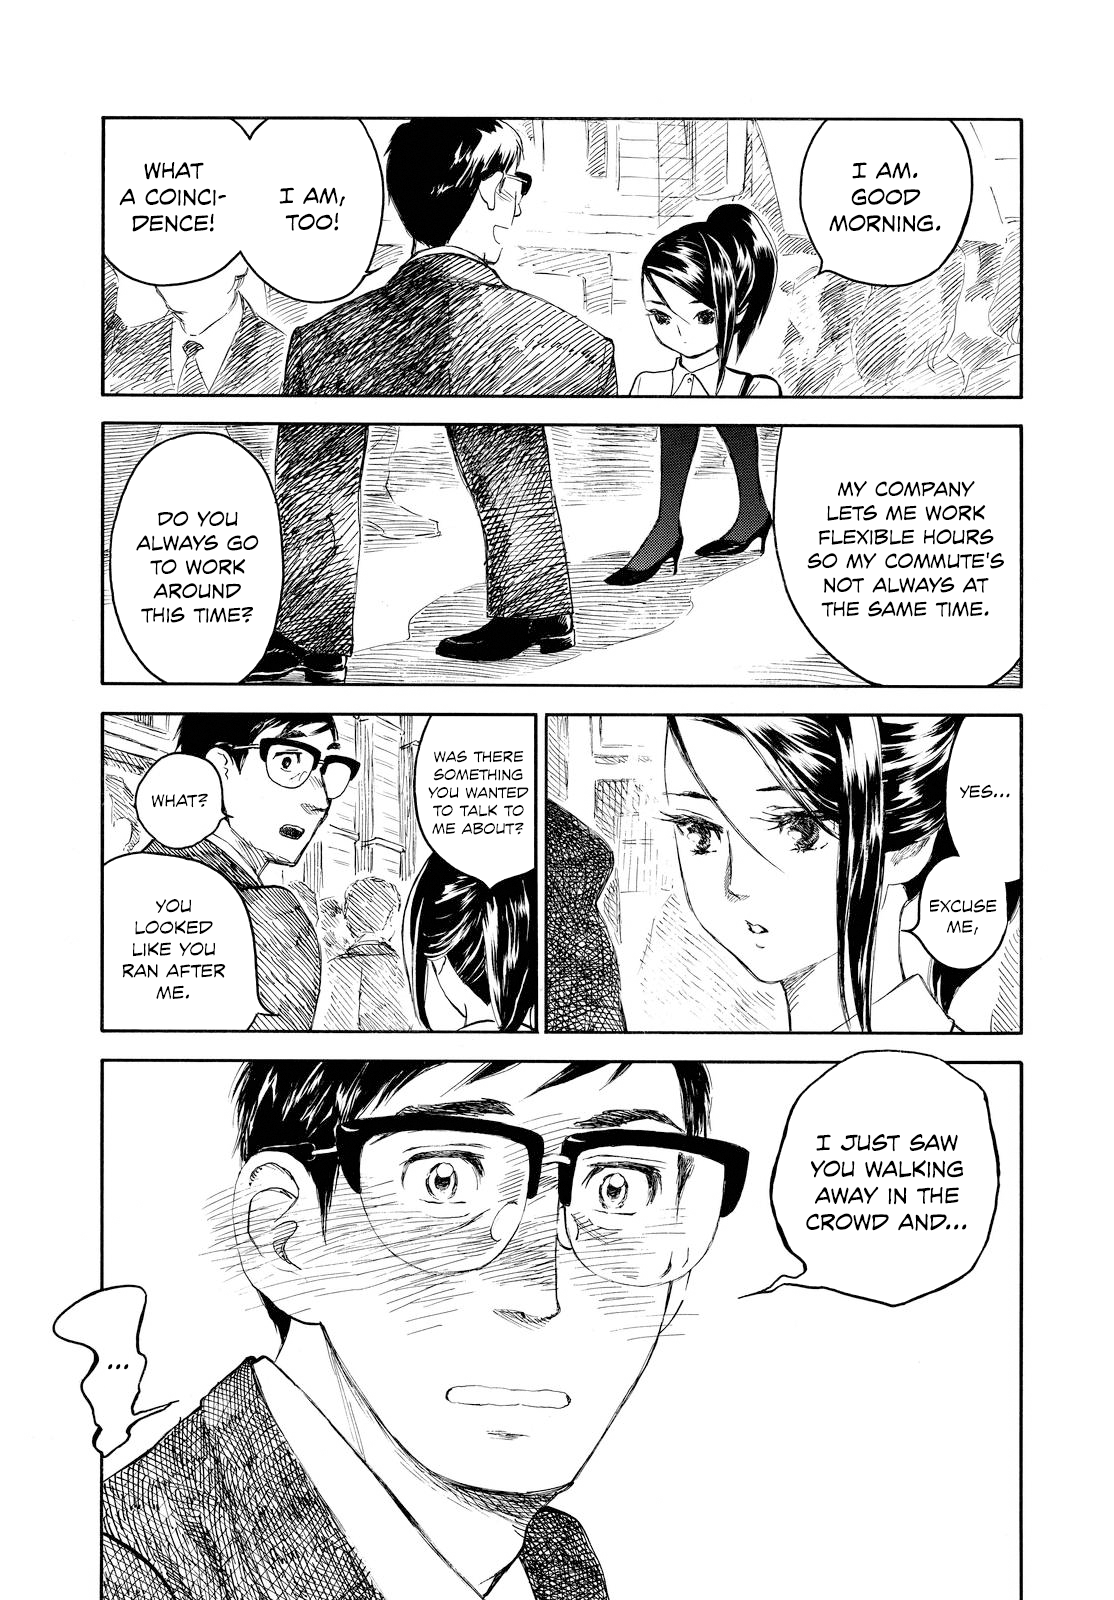 I AM.
GOOD
MORNING.
I AM,
TOO!
WHAT
A COINCI-
DENCE!
MY COMPANY
LETS ME WORK
FLEXIBLE HOURS
SO MY COMMUTE'S
NOT ALWAYS AT
THE SAME TIME.
DO YOU
ALWAYS GO
TO WORK
AROUND
THIS TIME?
YES...
EXCUSE
ME,
WAS THERE
SOMETHING
YOU WANTED
TO TALK TO
ME ABOUT?
WHAT?
YOU
LOOKED
LIKE YOU
RAN AFTER
ME.
I JUST SAW
YOU WALKING
AWAY IN THE
CROWD AND...
...